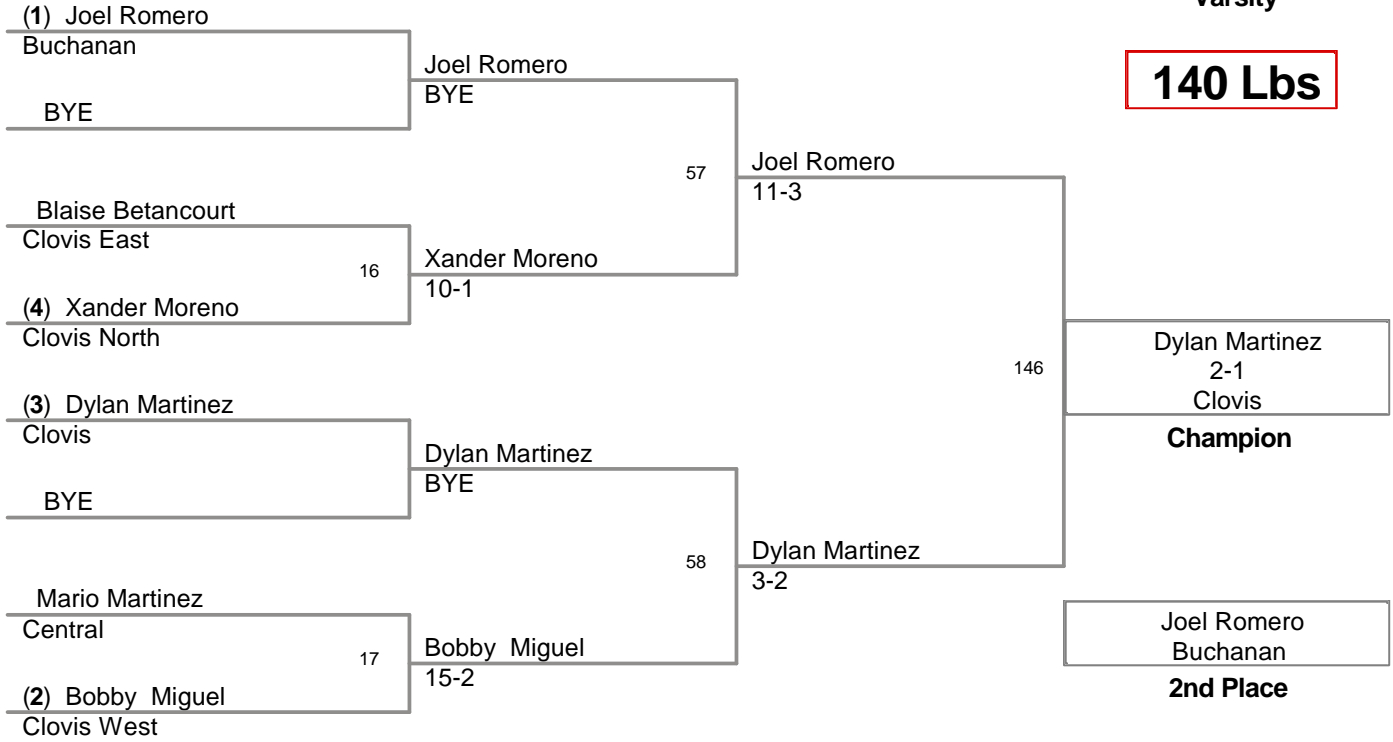 Varsity
140 Lbs
(1) Joel Romero
Buchanan
BYE
Blaise Betancourt
Clovis East
16
(4) Xander Moreno
Clovis North
(3) Dylan Martinez
Clovis
BYE
Mario Martinez
Central
17
(2) Bobby Miguel
Clovis West
Joel Romero
BYE
57
Xander Moreno
10-1
Dylan Martinez
BYE
58
Bobby Miguel
15-2
Joel Romero
11-3
146
Dylan Martinez
3-2
Dylan Martinez
2-1
Clovis
Champion
Joel Romero
Buchanan
2nd Place